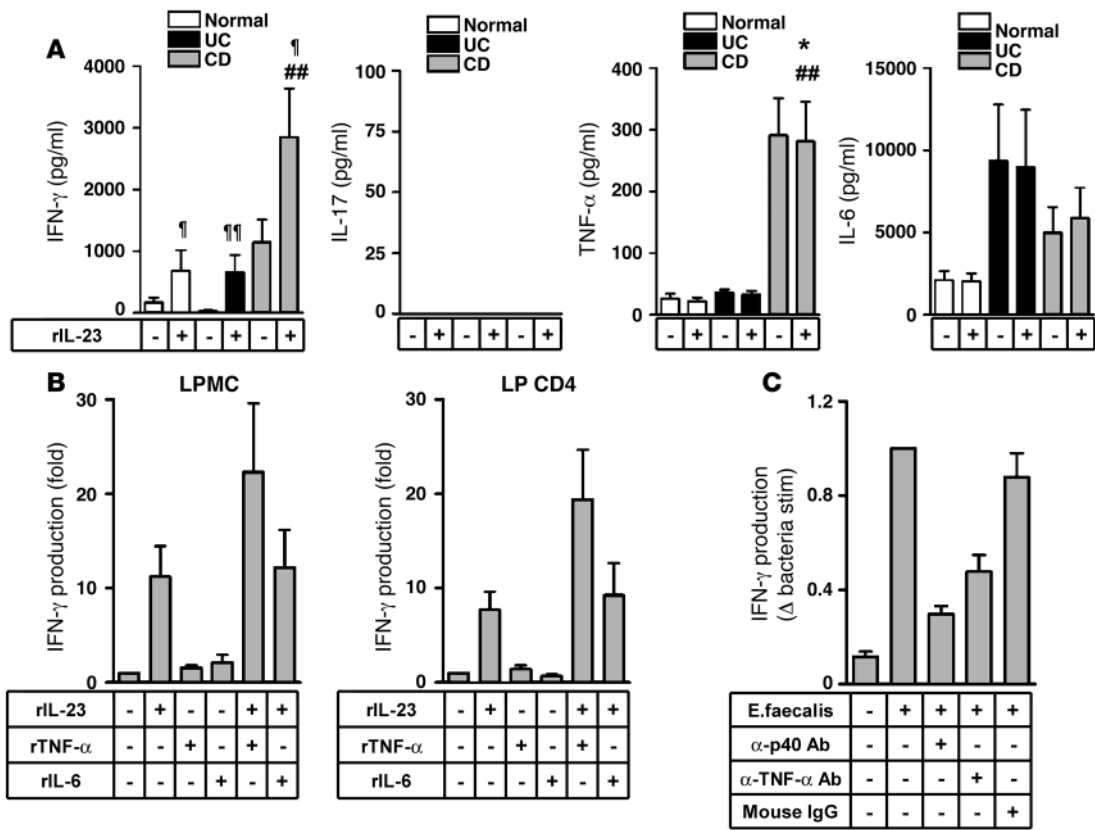 A
Normal
UC
CD
IFN-γ (pg/ml)
4000
3000
2000
1000
0
¶
¶¶
¶
##
rIL-23
- + - + - +
Normal
UC
CD
IL-17 (pg/ml)
100
75
50
25
0
- + - + - +
Normal
UC
CD
TNF-α (pg/ml)
400
300
200
100
0
*
##
- + - + - +
Normal
UC
CD
IL-6 (pg/ml)
15000
10000
5000
0
- + - + - +
B
LPMC
IFN-γ production (fold)
30
20
10
0
rIL-23 - + - - + +
rTNF-α - - + - + -
rIL-6 - - - + - +
LP CD4
IFN-γ production (fold)
30
20
10
0
rIL-23 - + - - + +
rTNF-α - - + - + -
rIL-6 - - - + - +
C
IFN-γ production
(Δ bacteria stim)
1.2
0.8
0.4
0
E.faecalis - + + + +
α-p40 Ab - - + - -
α-TNF-α Ab - - - + -
Mouse IgG - - - - +